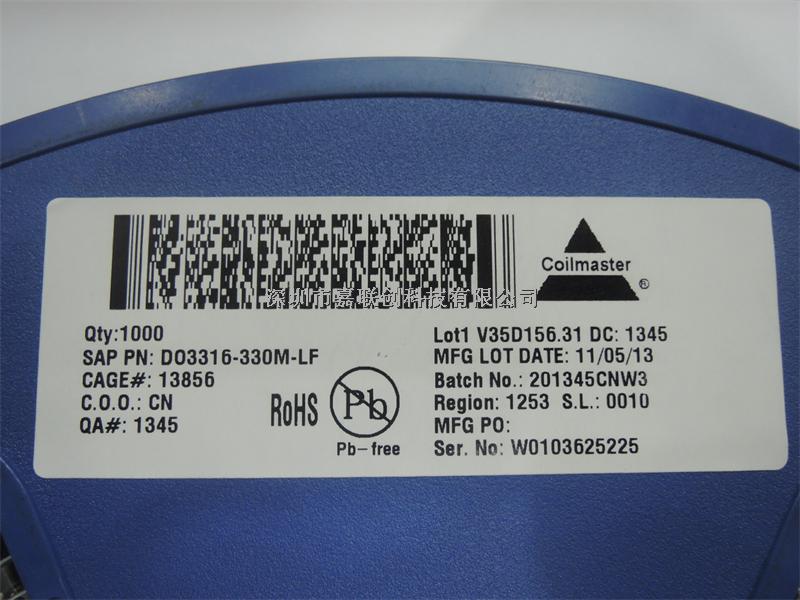 Coilmaster
®
深圳市嘉联创科技有限公司
Qty:1000
SAP PN: DO3316-330M-LF
CAGE#: 13856
C.O.O.: CN
QA#: 1345
RoHS
Pb
Pb-free
Lot1 V35D156.31 DC: 1345
MFG LOT DATE: 11/05/13
Batch No.: 201345CNW3
Region: 1253 S.L.: 0010
MFG PO:
Ser. No: W0103625225